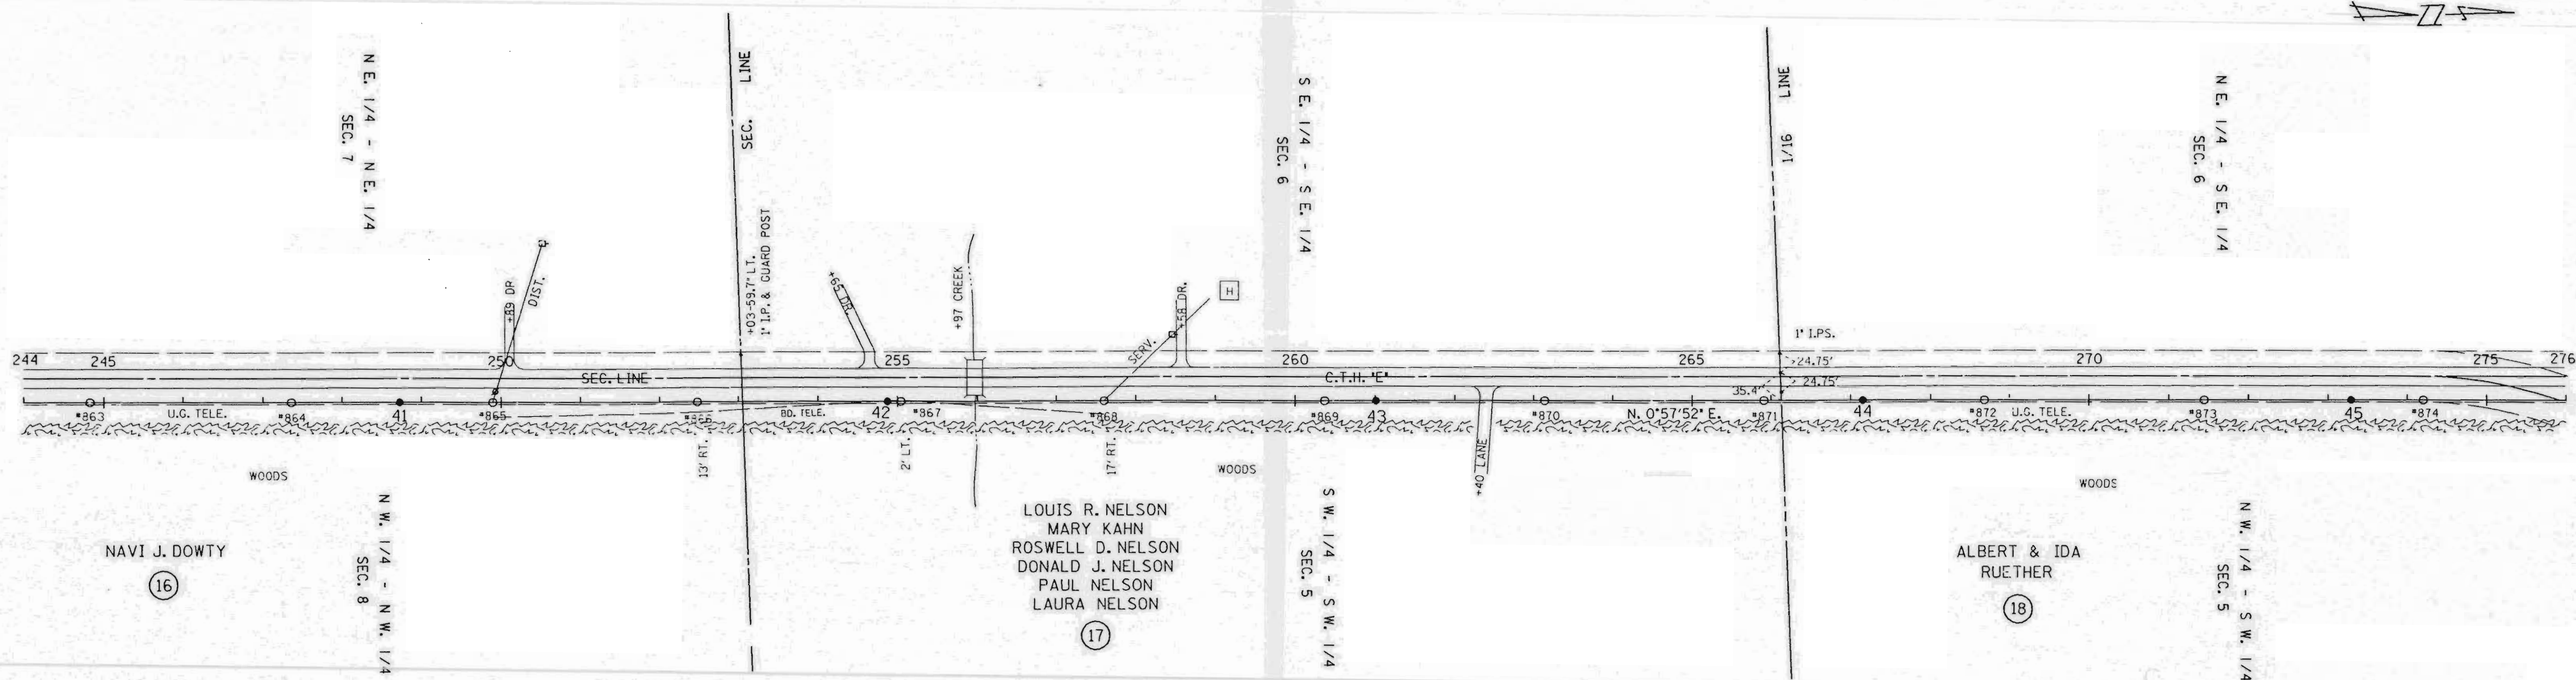 N E. 1/4 - N E. 1/4
SEC. 7
SEC. LINE
+03-59.7' LT.
1" I.P. & GUARD POST
S E. 1/4 - S E. 1/4
SEC. 6
1/16 LINE
N E. 1/4 - S E. 1/4
SEC. 6
+89 DR
DIST.
+65 DR.
+97 CREEK
SERV.
+58 DR.
H
1" I.PS.
244 245 250 255 260 265 270 275 276
24.75'
SEC. LINE
C.T.H. "E"
24.75'
35.4'
#863 U.G. TELE. #864 41 #865 #866 BD. TELE. 42 #867 #868 #869 43 #870 N. 0°57'52" E. #871 44 #872 U.G. TELE. #873 45 #874
13' RT.
2' LT.
17' RT.
+40 LANE
WOODS
WOODS
WOODS
NAVI J. DOWTY
16
N W. 1/4 - N W. 1/4
SEC. 8
LOUIS R. NELSON
MARY KAHN
ROSWELL D. NELSON
DONALD J. NELSON
PAUL NELSON
LAURA NELSON
17
S W. 1/4 - S W. 1/4
SEC. 5
ALBERT & IDA
RUETHER
18
N W. 1/4 - S W. 1/4
SEC. 5